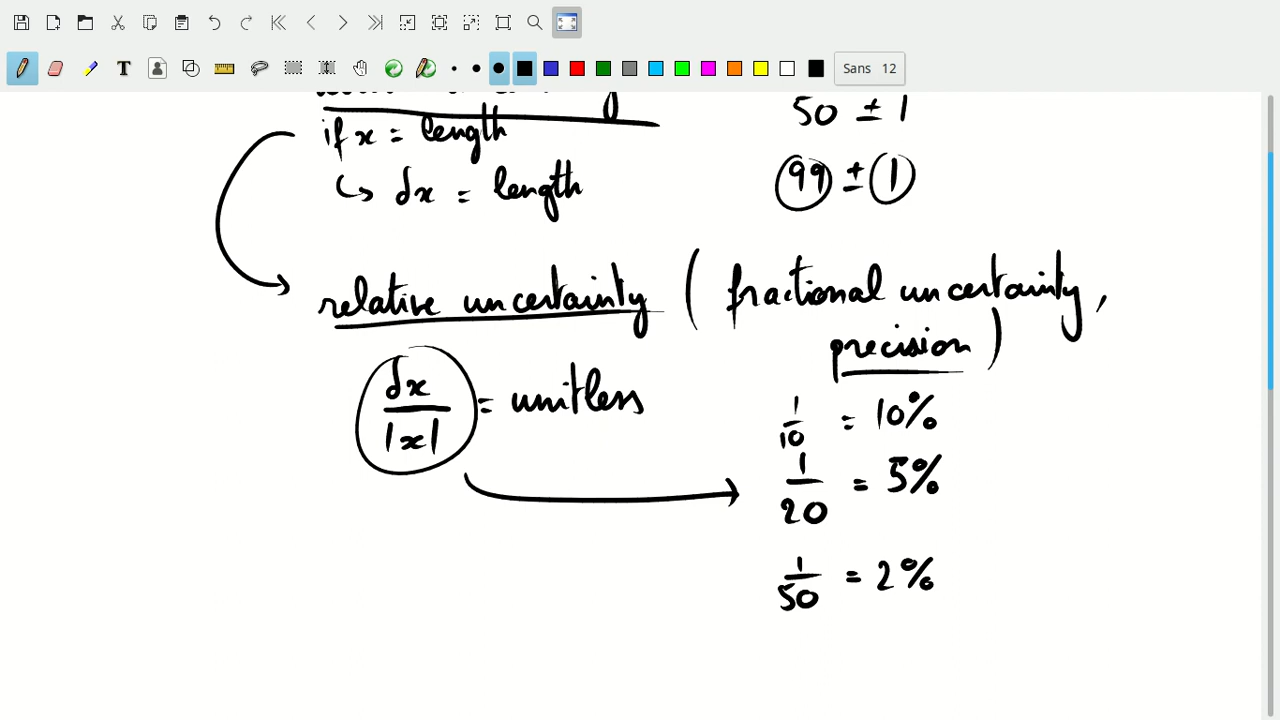 Sans 12
50 ± 1
if x = length
↳ δx = length
99 ± 1
relative uncertainty ( fractional uncertainty,
precision )
δx/|x| = unitless
1/10 = 10%
1/20 = 5%
1/50 = 2%